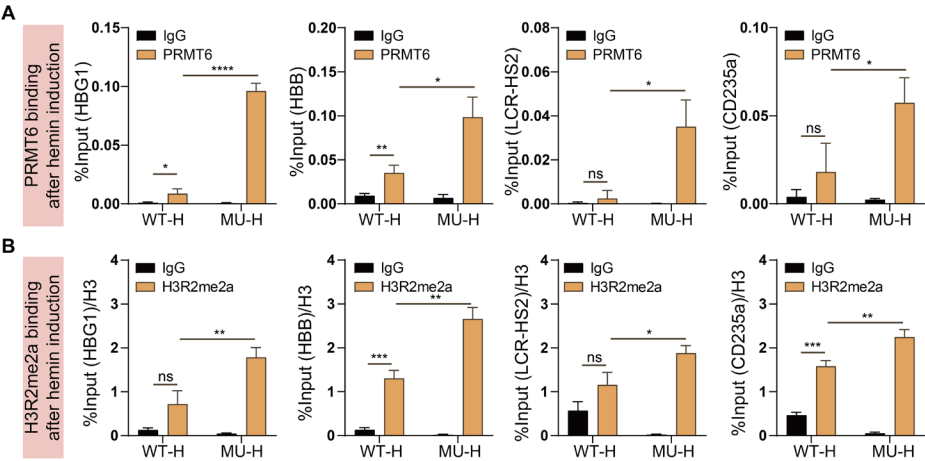 A
PRMT6 binding
after hemin induction
%Input (HBG1)
0.15
0.10
0.05
0.00
IgG
PRMT6
****
*
WT-H
MU-H
%Input (HBB)
0.20
0.15
0.10
0.05
0.00
IgG
PRMT6
*
**
WT-H
MU-H
%Input (LCR-HS2)
0.08
0.06
0.04
0.02
0.00
IgG
PRMT6
*
ns
WT-H
MU-H
%Input (CD235a)
0.10
0.05
0.00
IgG
PRMT6
*
ns
WT-H
MU-H
B
H3R2me2a binding
after hemin induction
%Input (HBG1)/H3
4
3
2
1
0
IgG
H3R2me2a
**
ns
WT-H
MU-H
%Input (HBB)/H3
4
3
2
1
0
IgG
H3R2me2a
**
***
WT-H
MU-H
%Input (LCR-HS2)/H3
4
3
2
1
0
IgG
H3R2me2a
*
ns
WT-H
MU-H
%Input (CD235a)/H3
4
3
2
1
0
IgG
H3R2me2a
**
***
WT-H
MU-H